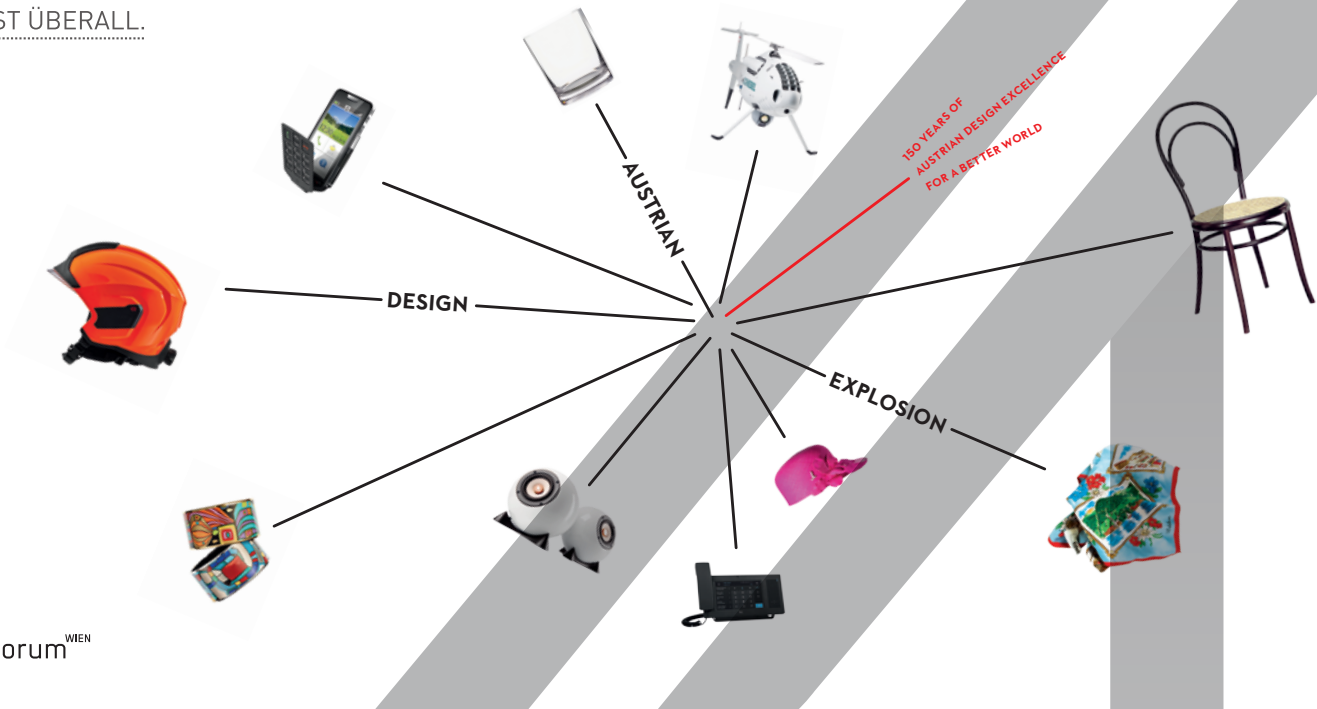 ST ÜBERALL.
150 YEARS OF
AUSTRIAN DESIGN EXCELLENCE
FOR A BETTER WORLD
AUSTRIAN
DESIGN
EXPLOSION
orum WIEN